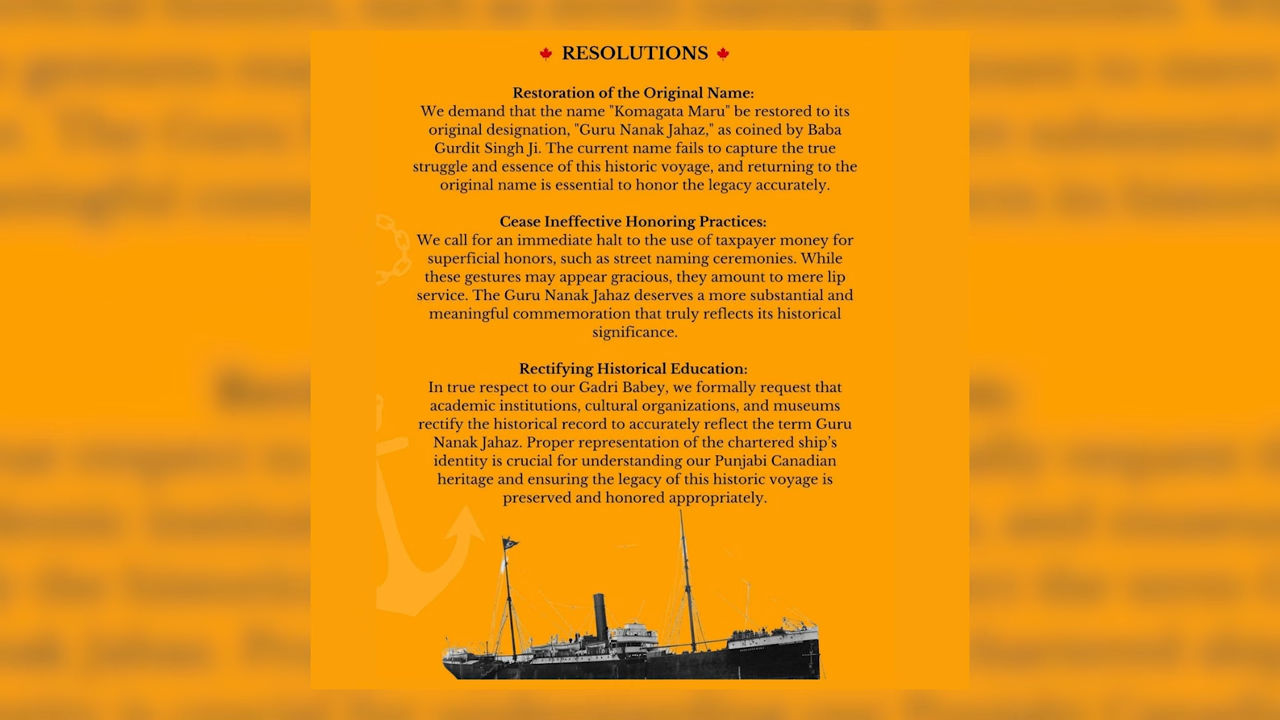 RESOLUTIONS
Restoration of the Original Name:
We demand that the name "Komagata Maru" be restored to its
original designation, "Guru Nanak Jahaz," as coined by Baba
Gurdit Singh Ji. The current name fails to capture the true
struggle and essence of this historic voyage, and returning to the
original name is essential to honor the legacy accurately.
Cease Ineffective Honoring Practices:
We call for an immediate halt to the use of taxpayer money for
superficial honors, such as street naming ceremonies. While
these gestures may appear gracious, they amount to mere lip
service. The Guru Nanak Jahaz deserves a more substantial and
meaningful commemoration that truly reflects its historical
significance.
Rectifying Historical Education:
In true respect to our Gadri Babey, we formally request that
academic institutions, cultural organizations, and museums
rectify the historical record to accurately reflect the term Guru
Nanak Jahaz. Proper representation of the chartered ship's
identity is crucial for understanding our Punjabi Canadian
heritage and ensuring the legacy of this historic voyage is
preserved and honored appropriately.